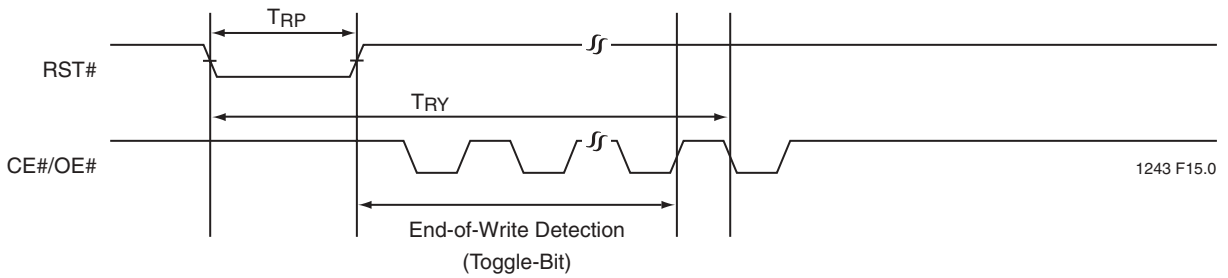 TRP
RST#
TRY
CE#/OE#
1243 F15.0
End-of-Write Detection
(Toggle-Bit)